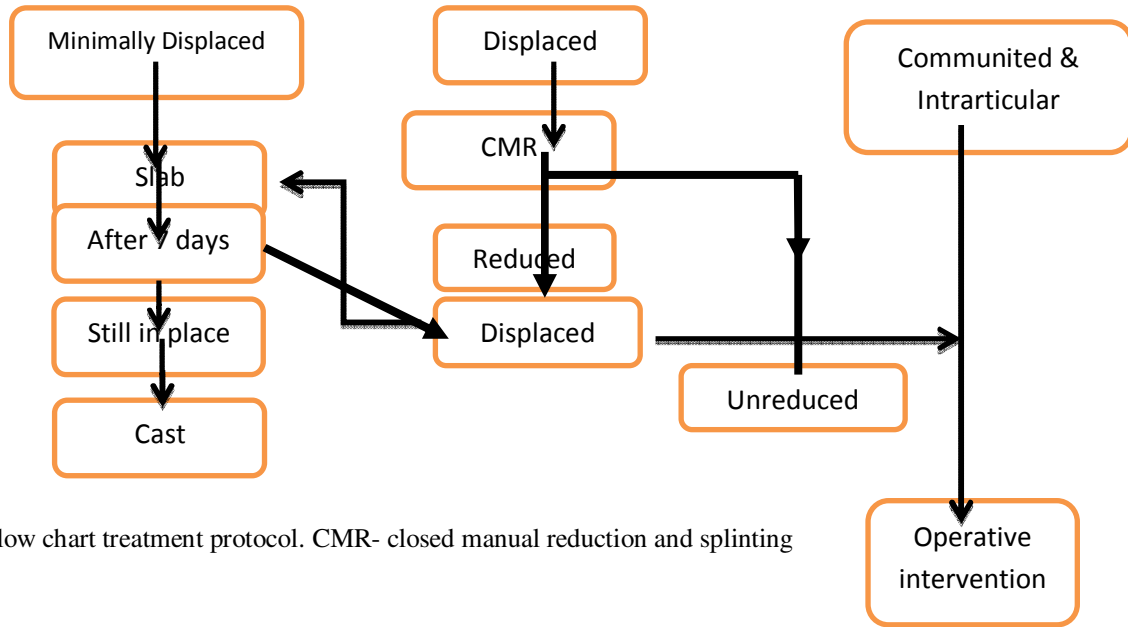 Minimally Displaced
Displaced
Communited &
Intrarticular
CMR
Slab
After 7 days
Reduced
Still in place
Displaced
Unreduced
Cast
low chart treatment protocol. CMR- closed manual reduction and splinting
Operative
intervention